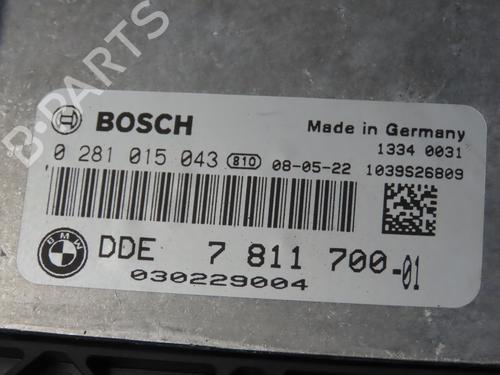 B-PARTS
BOSCH
Made in Germany
0 281 015 043 810 08-05-22
1334 0031
1039S26809
BMW
DDE 7 811 700-01
030229004